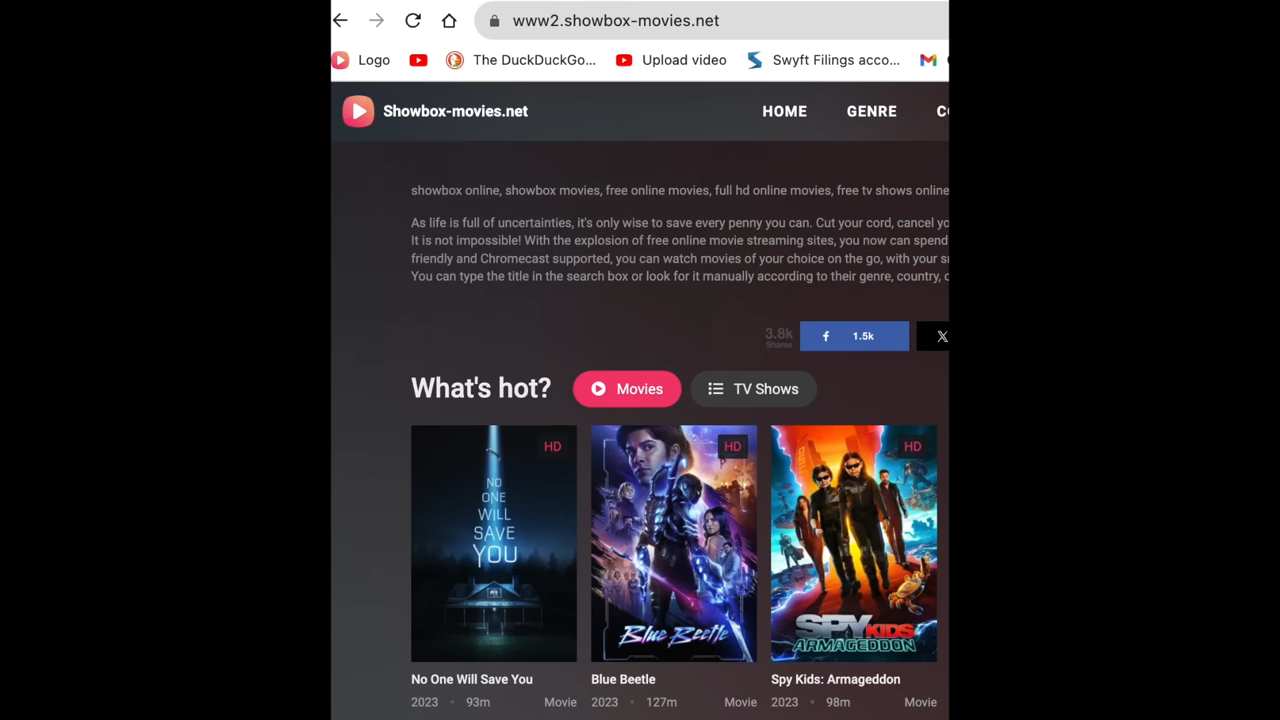 www2.showbox-movies.net
Logo
The DuckDuckGo...
Upload video
Swyft Filings acco...
Showbox-movies.net
HOME
GENRE
showbox online, showbox movies, free online movies, full hd online movies, free tv shows online
As life is full of uncertainties, it's only wise to save every penny you can. Cut your cord, cancel yo
It is not impossible! With the explosion of free online movie streaming sites, you now can spend
friendly and Chromecast supported, you can watch movies of your choice on the go, with your s
You can type the title in the search box or look for it manually according to their genre, country,
3.8k
Shares
1.5k
What's hot?
Movies
TV Shows
HD
HD
HD
NO
ONE
WILL
SAVE
YOU
Blue Beetle
SPY KIDS
ARMAGEDDON
No One Will Save You
Blue Beetle
Spy Kids: Armageddon
2023 • 93m Movie
2023 • 127m Movie
2023 • 98m Movie